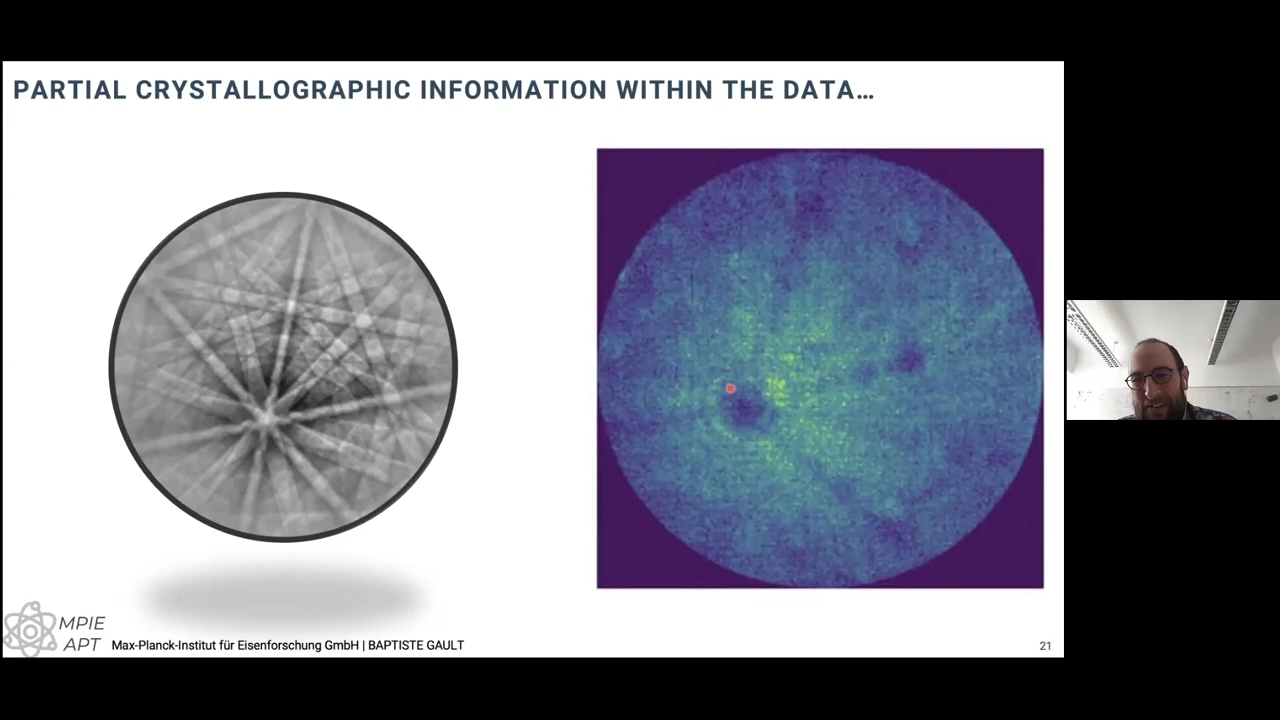 PARTIAL CRYSTALLOGRAPHIC INFORMATION WITHIN THE DATA...
MPIE
APT
Max-Planck-Institut für Eisenforschung GmbH | BAPTISTE GAULT
21